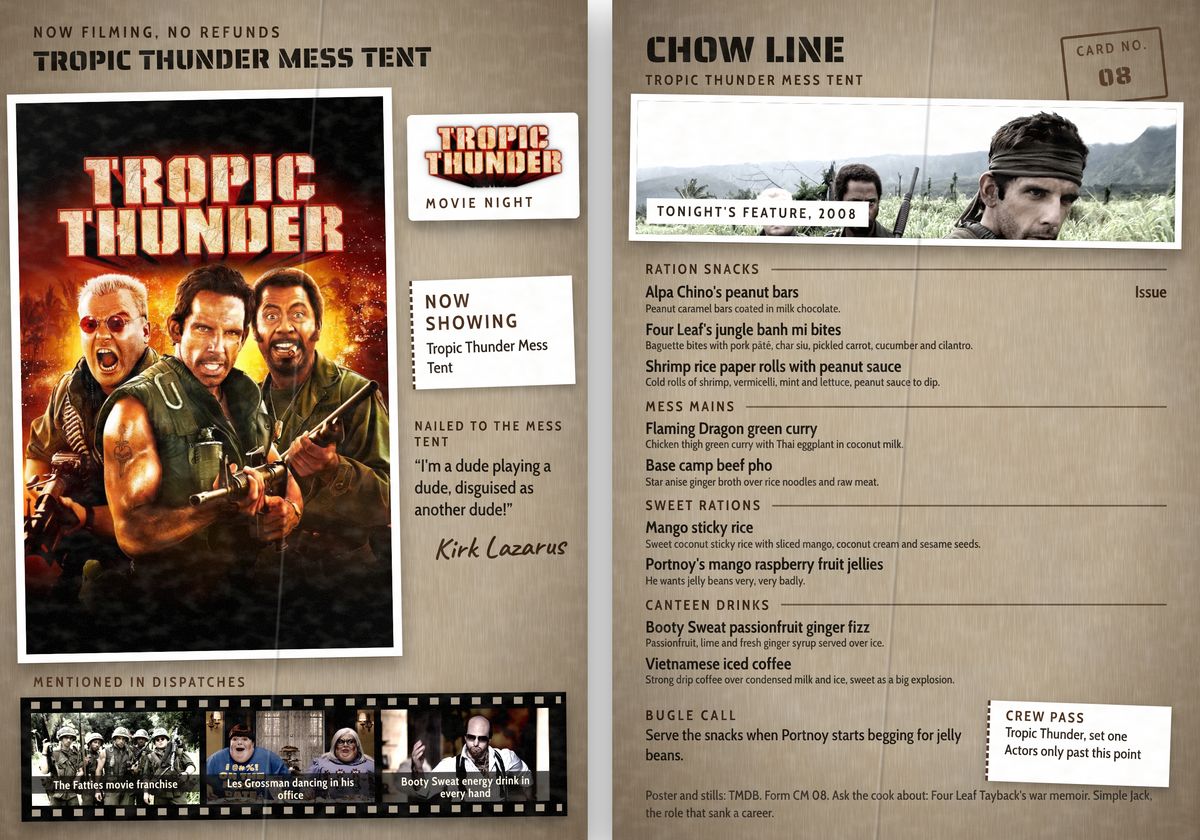 NOW FILMING, NO REFUNDS
TROPIC THUNDER MESS TENT
TROPIC
THUNDER
TROPIC
THUNDER
MOVIE NIGHT
NOW
SHOWING
Tropic Thunder Mess
Tent
NAILED TO THE MESS
TENT
“I'm a dude playing a
dude, disguised as
another dude!”
Kirk Lazarus
MENTIONED IN DISPATCHES
The Fatties movie franchise
Les Grossman dancing in his
office
Booty Sweat energy drink in
every hand
CHOW LINE
TROPIC THUNDER MESS TENT
CARD NO.
08
TONIGHT'S FEATURE, 2008
RATION SNACKS
Alpa Chino's peanut bars Issue
Peanut caramel bars coated in milk chocolate.
Four Leaf's jungle banh mi bites
Baguette bites with pork pâté, char siu, pickled carrot, cucumber and cilantro.
Shrimp rice paper rolls with peanut sauce
Cold rolls of shrimp, vermicelli, mint and lettuce, peanut sauce to dip.
MESS MAINS
Flaming Dragon green curry
Chicken thigh green curry with Thai eggplant in coconut milk.
Base camp beef pho
Star anise ginger broth over rice noodles and raw meat.
SWEET RATIONS
Mango sticky rice
Sweet coconut sticky rice with sliced mango, coconut cream and sesame seeds.
Portnoy's mango raspberry fruit jellies
He wants jelly beans very, very badly.
CANTEEN DRINKS
Booty Sweat passionfruit ginger fizz
Passionfruit, lime and fresh ginger syrup served over ice.
Vietnamese iced coffee
Strong drip coffee over condensed milk and ice, sweet as a big explosion.
BUGLE CALL
Serve the snacks when Portnoy starts begging for jelly
beans.
CREW PASS
Tropic Thunder, set one
Actors only past this point
Poster and stills: TMDB. Form CM 08. Ask the cook about: Four Leaf Tayback's war memoir. Simple Jack,
the role that sank a career.